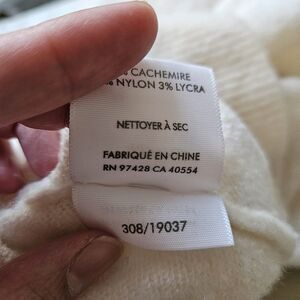 % CACHEMIRE
% NYLON 3% LYCRA
NETTOYER À SEC
FABRIQUÉ EN CHINE
RN 97428 CA 40554
308/19037